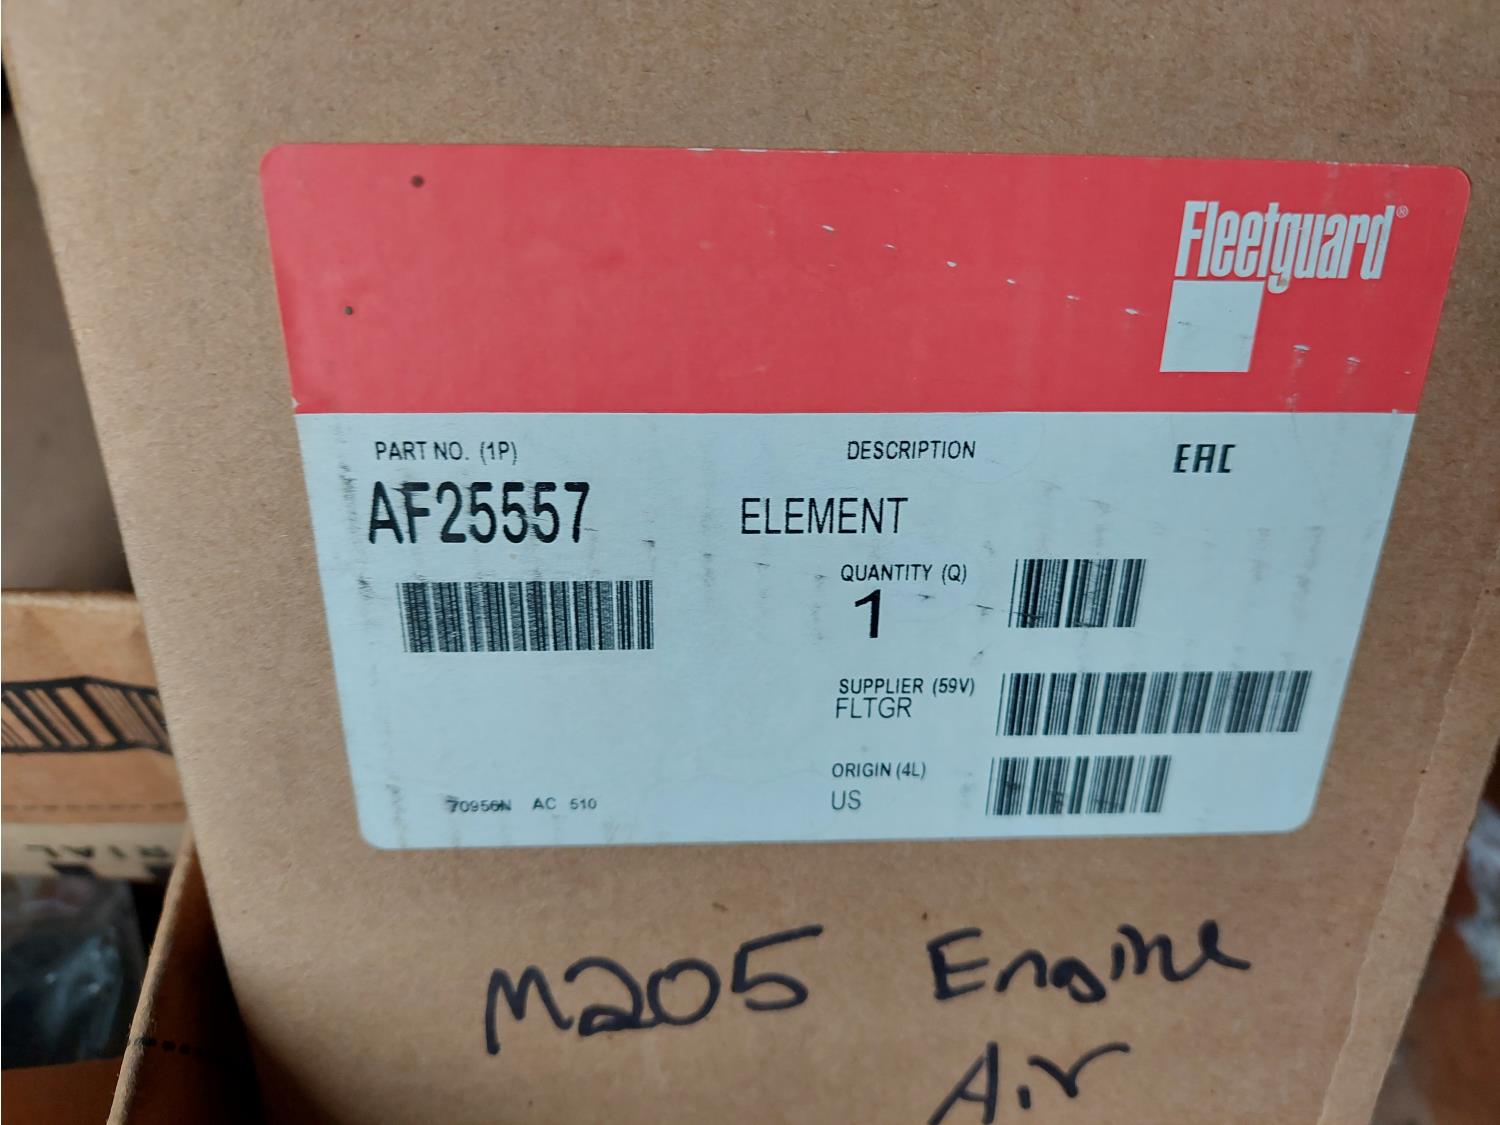 Fleetguard®
PART NO. (1P)
DESCRIPTION
EAC
AF25557
ELEMENT
QUANTITY (Q)
1
SUPPLIER (59V)
FLTGR
ORIGIN (4L)
US
70956N AC 510
M205 Engine
Air